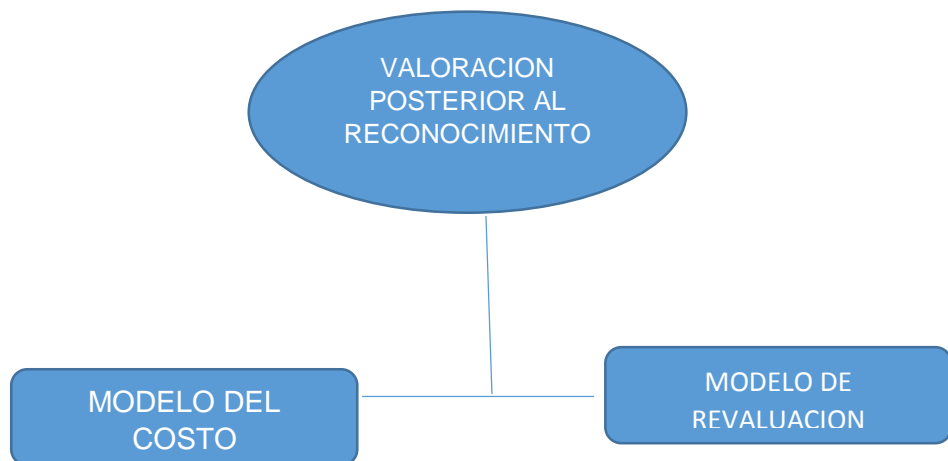 VALORACION
POSTERIOR AL
RECONOCIMIENTO
MODELO DEL
COSTO
MODELO DE
REVALUACION